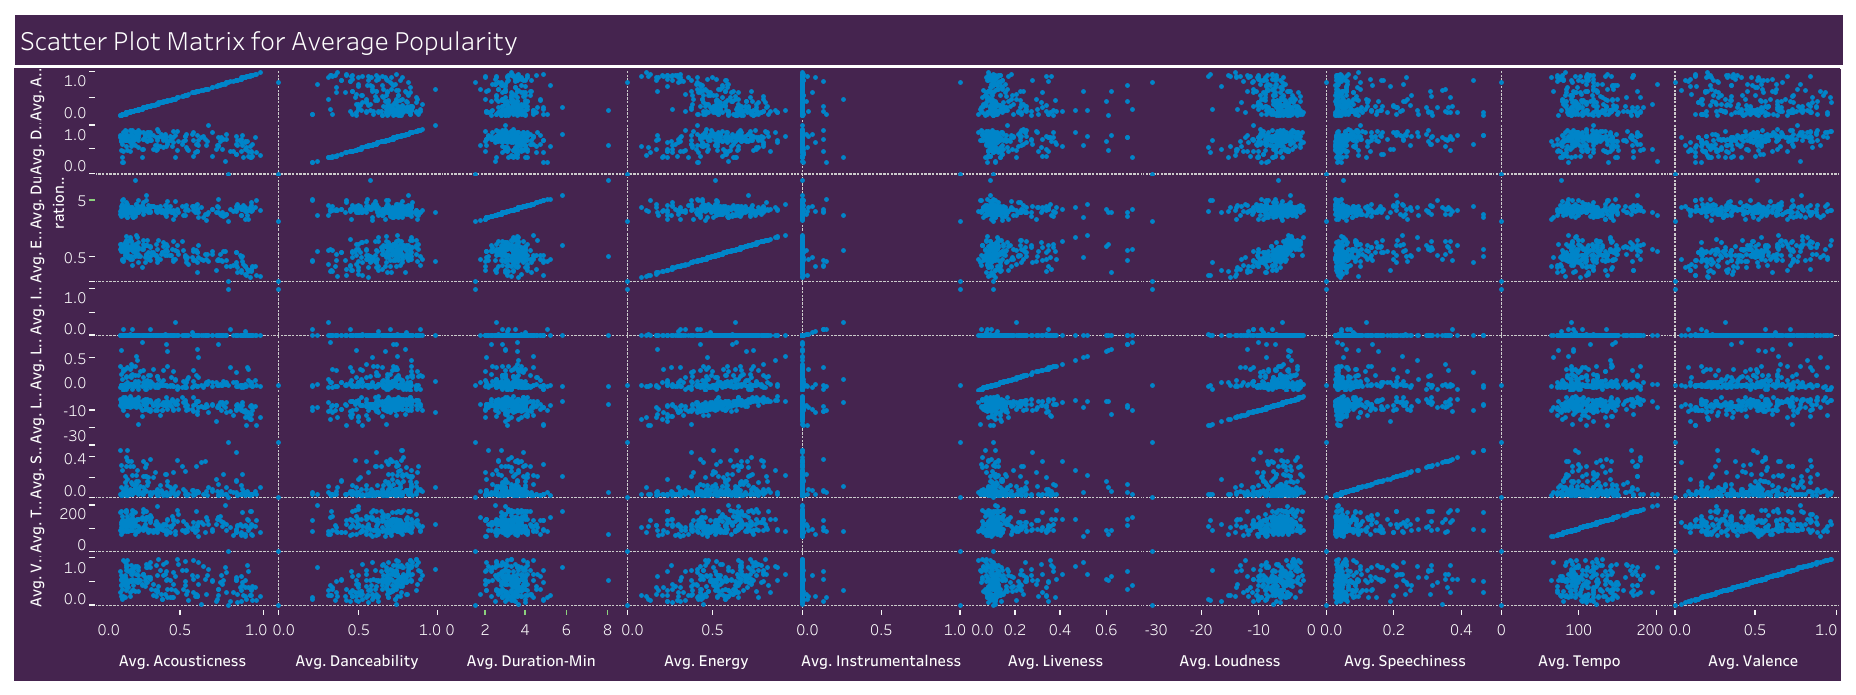 Scatter Plot Matrix for Average Popularity
Avg. A..
1.0
0.0
Avg. D..
1.0
0.0
Avg. Du
ration..
5
Avg. E..
0.5
Avg. I..
1.0
0.0
Avg. L..
0.5
0.0
Avg. L..
-10
-30
Avg. S..
0.4
0.0
Avg. T..
200
0
Avg. V..
1.0
0.0
0.0 0.5 1.0 0.0 0.5 1.0 0 2 4 6 8 0.0 0.5 0.0 0.5 1.0 0.0 0.2 0.4 0.6 -30 -20 -10 0 0.0 0.2 0.4 0 100 200 0.0 0.5 1.0
Avg. Acousticness Avg. Danceability Avg. Duration-Min Avg. Energy Avg. Instrumentalness Avg. Liveness Avg. Loudness Avg. Speechiness Avg. Tempo Avg. Valence